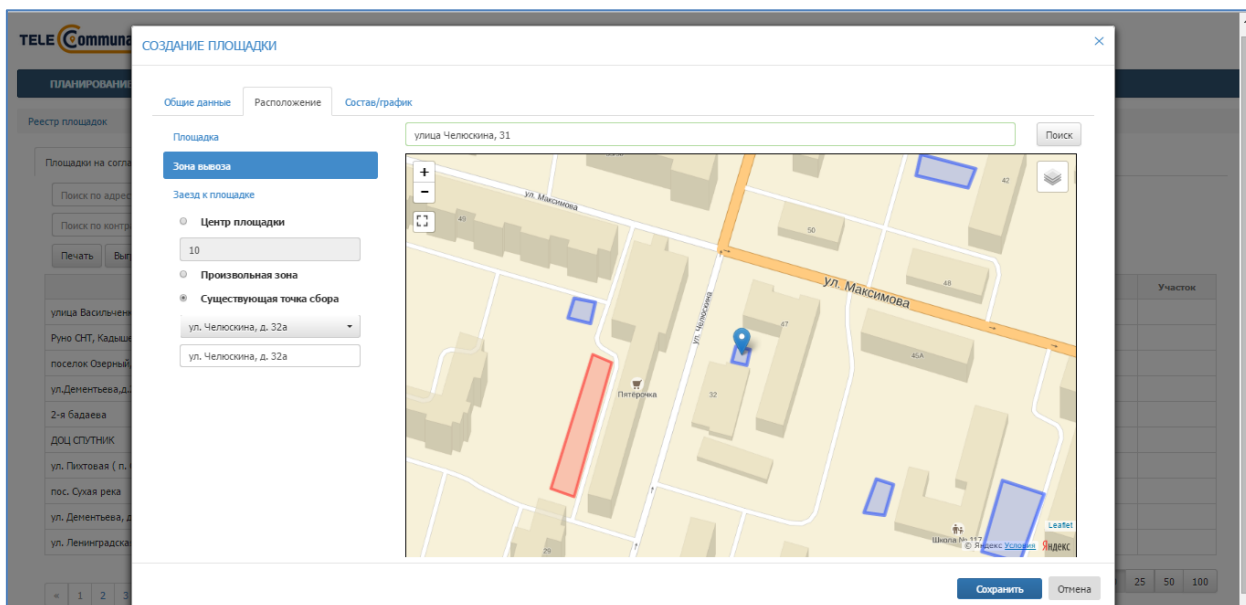 TELE Communa
СОЗДАНИЕ ПЛОЩАДКИ
×
ПЛАНИРОВАНИЕ
Общие данные Расположение Состав/график
Реестр площадок
Площадка
улица Челюскина, 31 Поиск
Площадки на согла
Зона вывоза
Поиск по адрес
Заезд к площадке
Поиск по контр
Центр площадки
Печать Выг
10
Произвольная зона
Участок
Существующая точка сбора
улица Васильчен
ул. Челюскина, д. 32а
Руно СНТ, Кадыше
ул. Челюскина, д. 32а
поселок Озерный,
ул.Дементьева,д.
2-я бадаева
ДОЦ СПУТНИК
ул. Пихтовая ( п.
пос. Сухая река
ул. Дементьева, д
ул. Ленинградска
+
−
ул. Максимова
42
49
50
ул. Максимова
48
ул. Челюскина
47
45А
Пятёрочка
32
29
Школа № 117
Leaflet
© Яндекс Условия Яндекс
« 1 2 3
25 50 100
Сохранить Отмена